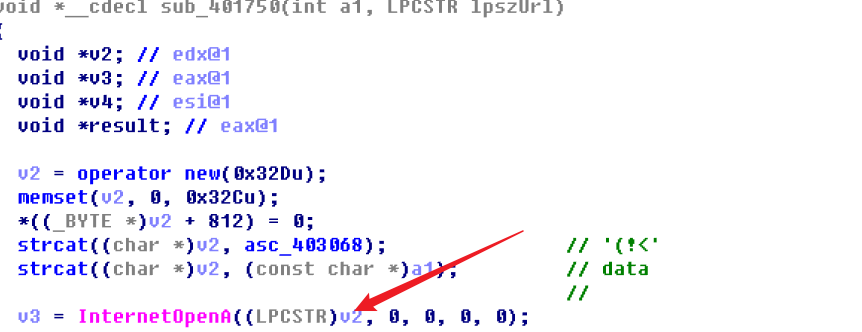 void *__cdecl sub_401750(int a1, LPCSTR lpszUrl)
{
void *v2; // edx@1
void *v3; // eax@1
void *v4; // esi@1
void *result; // eax@1
v2 = operator new(0x32Du);
memset(v2, 0, 0x32Cu);
*((_BYTE *)v2 + 812) = 0;
strcat((char *)v2, asc_403068); // '(!<'
strcat((char *)v2, (const char *)a1); // data
//
v3 = InternetOpenA((LPCSTR)v2, 0, 0, 0, 0);